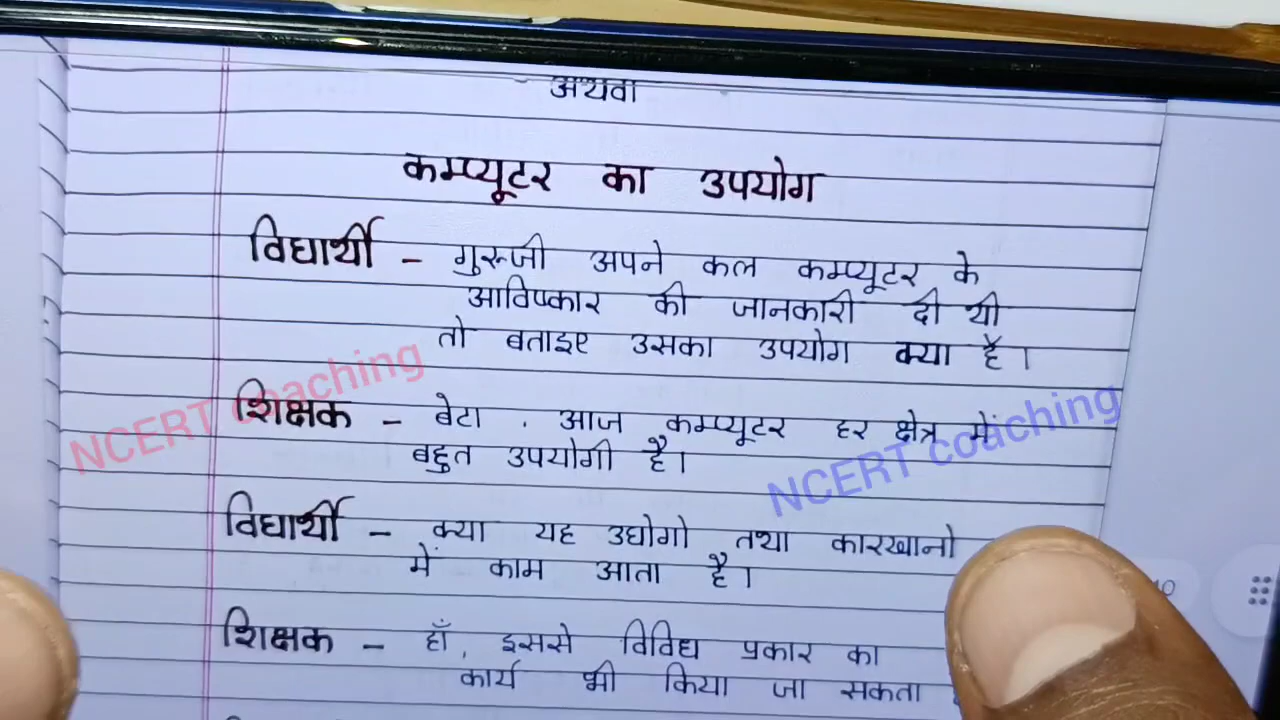 अथवा
कम्प्यूटर का उपयोग
विद्यार्थी - गुरुजी अपने कल कम्प्यूटर के
आविष्कार की जानकारी दी थी
तो बताइए उसका उपयोग क्या है।
शिक्षक - बेटा , आज कम्प्यूटर हर क्षेत्र में
बहुत उपयोगी है।
विद्यार्थी - क्या यह उद्योगो तथा कारखानो
में काम आता है।
शिक्षक - हाँ, इससे विविध प्रकार का
कार्य भी किया जा सकता
NCERT coaching
NCERT coaching